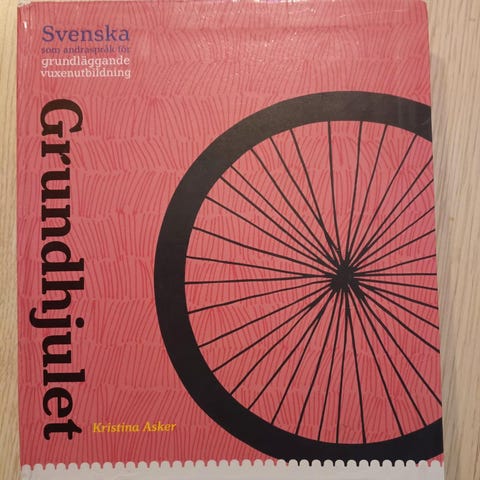 Svenska
som andraspråk för
grundläggande
vuxenutbildning
Grundhjulet
Kristina Asker